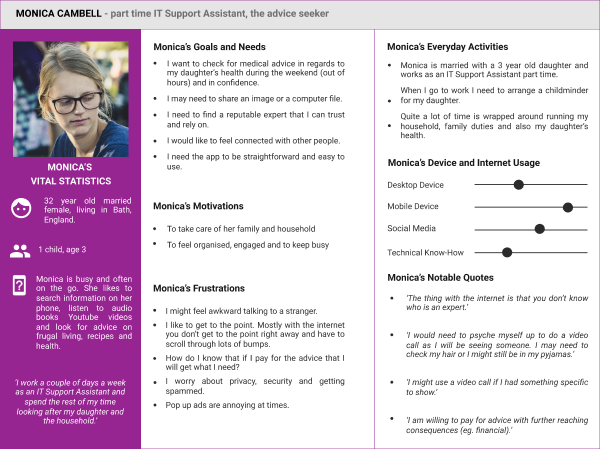 MONICA CAMBELL - part time IT Support Assistant, the advice seeker
MONICA'S
VITAL STATISTICS
32 year old married
female, living in Bath,
England.
1 child, age 3
Monica is busy and often
on the go. She likes to
search information on her
phone, listen to audio
books Youtube videos
and look for advice on
frugal living, recipes and
health.
'I work a couple of days a week
as an IT Support Assistant and
spend the rest of my time
looking after my daughter and
the household.'
Monica's Goals and Needs
• I want to check for medical advice in regards to
my daughter's health during the weekend (out of
hours) and in confidence.
• I may need to share an image or a computer file.
• I need to find a reputable expert that I can trust
and rely on.
• I would like to feel connected with other people.
• I need the app to be straightforward and easy to
use.
Monica's Motivations
• To take care of her family and household
• To feel organised, engaged and to keep busy
Monica's Frustrations
• I might feel awkward talking to a stranger.
• I like to get to the point. Mostly with the internet
you don't get to the point right away and have to
scroll through lots of bumps.
• How do I know that if I pay for the advice that I
will get what I need?
• I worry about privacy, security and getting
spammed.
• Pop up ads are annoying at times.
Monica's Everyday Activities
• Monica is married with a 3 year old daughter and
works as an IT Support Assistant part time.
When I go to work I need to arrange a childminder
• for my daughter.
Quite a lot of time is wrapped around running my
• household, family duties and also my daughter's
health.
Monica's Device and Internet Usage
Desktop Device
Mobile Device
Social Media
Technical Know-How
Monica's Notable Quotes
• 'The thing with the internet is that you don't know
who is an expert.'
• 'I would need to psyche myself up to do a video
call as I will be seeing someone. I may need to
check my hair or I might still be in my pyjamas.'
• 'I might use a video call if I had something specific
to show.'
• 'I am willing to pay for advice with further reaching
consequences (eg. financial).'